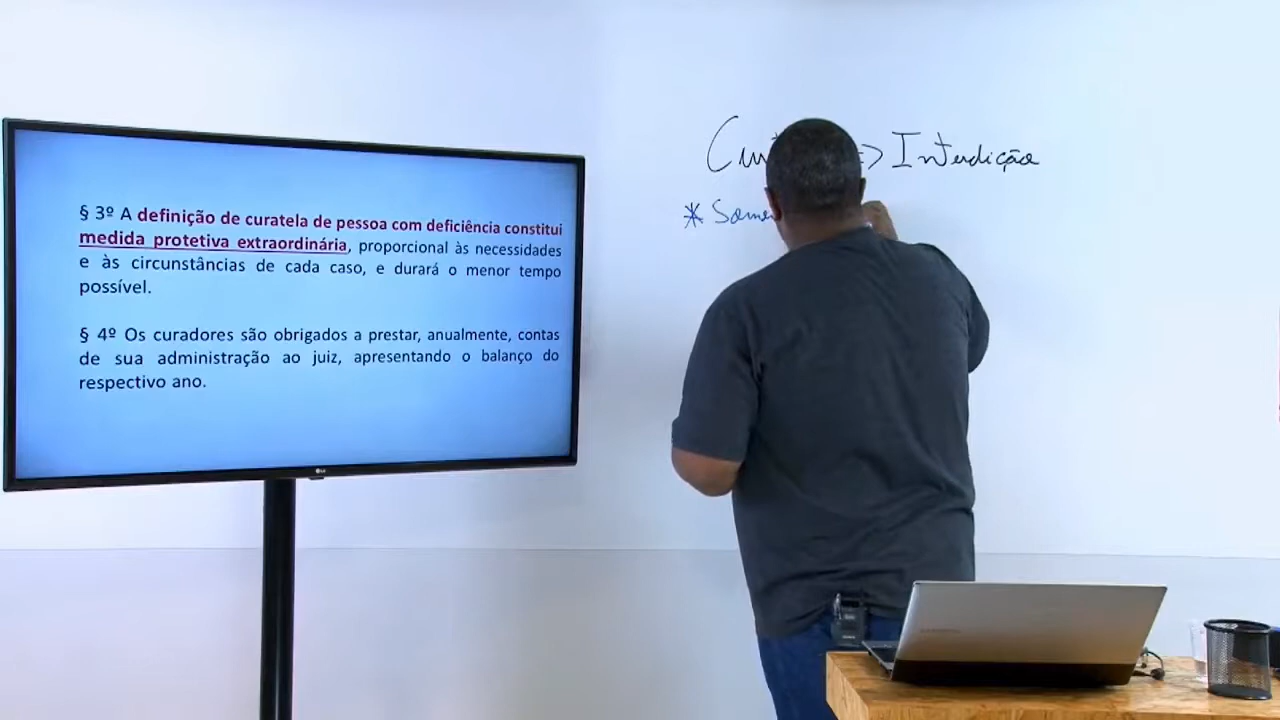 § 3º A definição de curatela de pessoa com deficiência constitui
medida protetiva extraordinária, proporcional às necessidades
e às circunstâncias de cada caso, e durará o menor tempo
possível.
§ 4º Os curadores são obrigados a prestar, anualmente, contas
de sua administração ao juiz, apresentando o balanço do
respectivo ano.
LG
=> Interdição